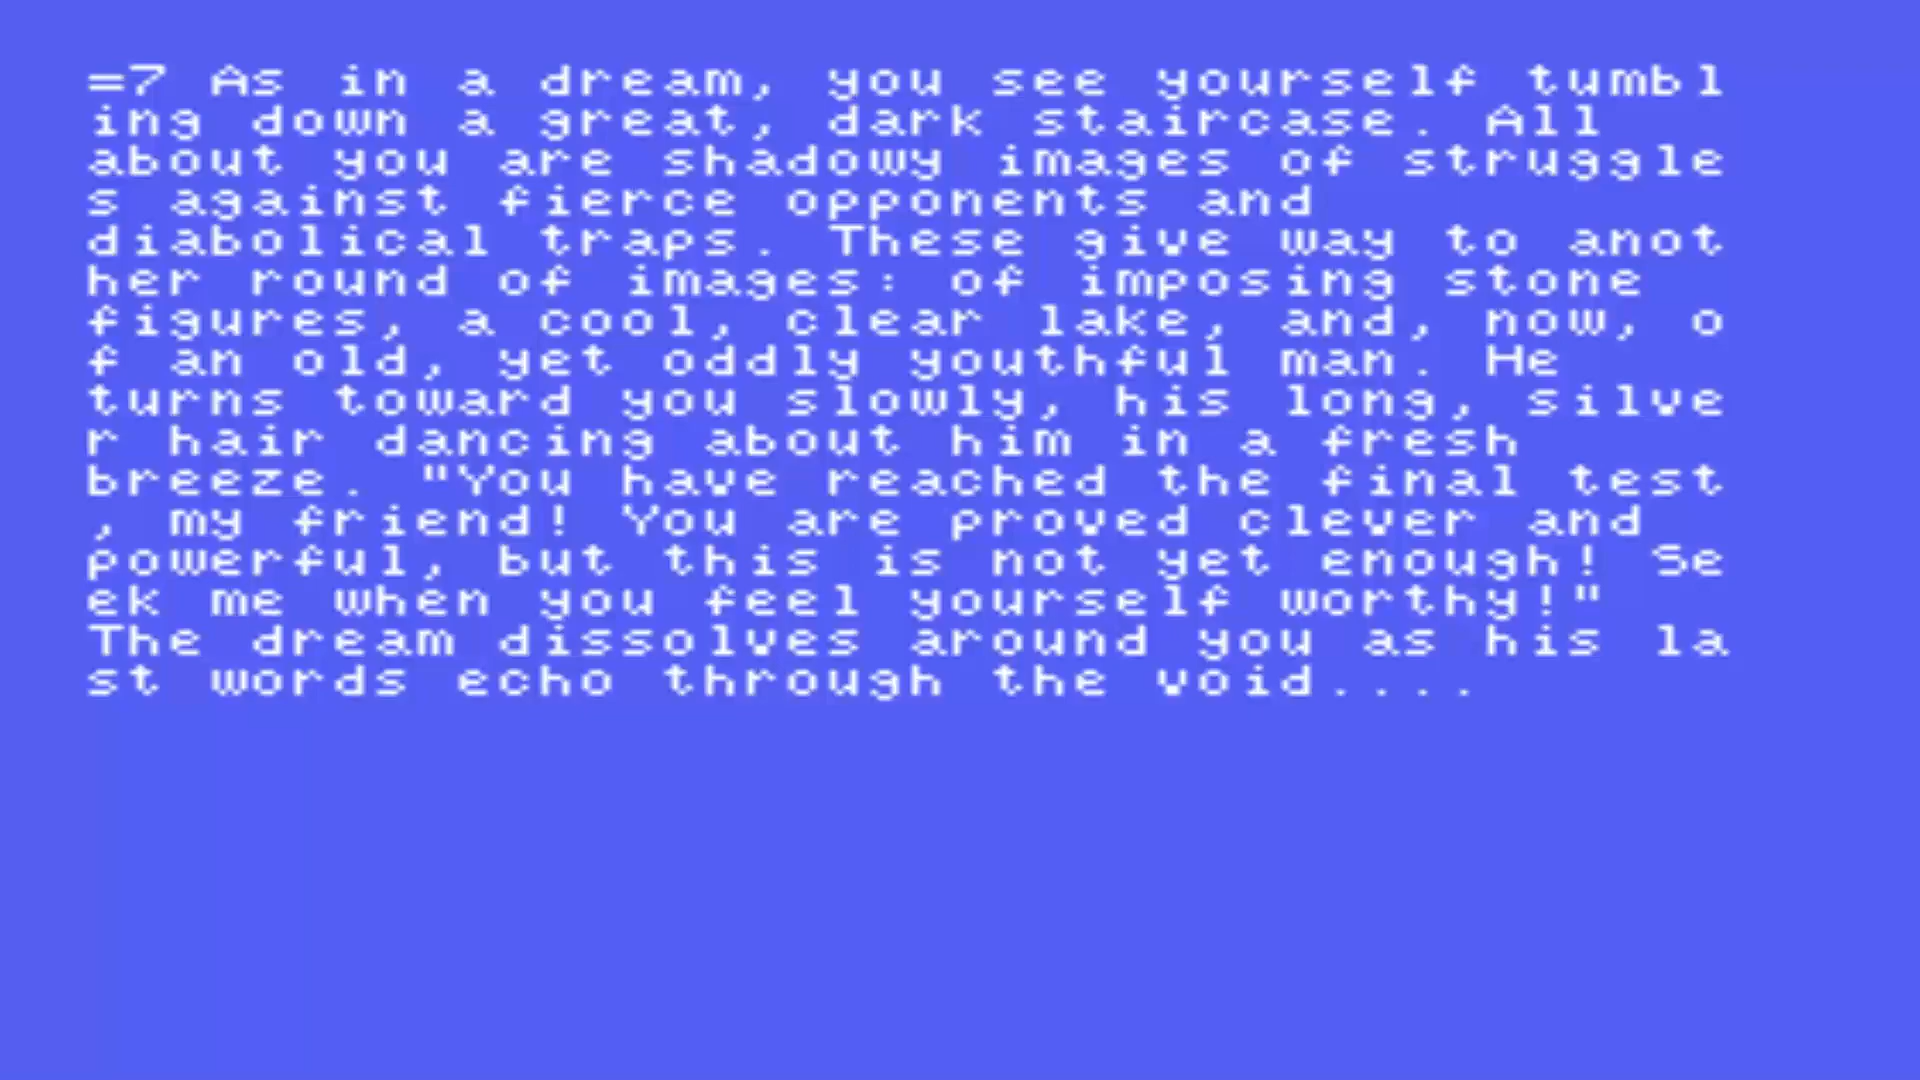 =7 As in a dream, you see yourself tumbl
ing down a great, dark staircase. All
about you are shadowy images of struggle
s against fierce opponents and
diabolical traps. These give way to anot
her round of images: of imposing stone
figures, a cool, clear lake, and, now, o
f an old, yet oddly youthful man. He
turns toward you slowly, his long, silve
r hair dancing about him in a fresh
breeze. "You have reached the final test
, my friend! You are proved clever and
powerful, but this is not yet enough! Se
ek me when you feel yourself worthy!"
The dream dissolves around you as his la
st words echo through the void....